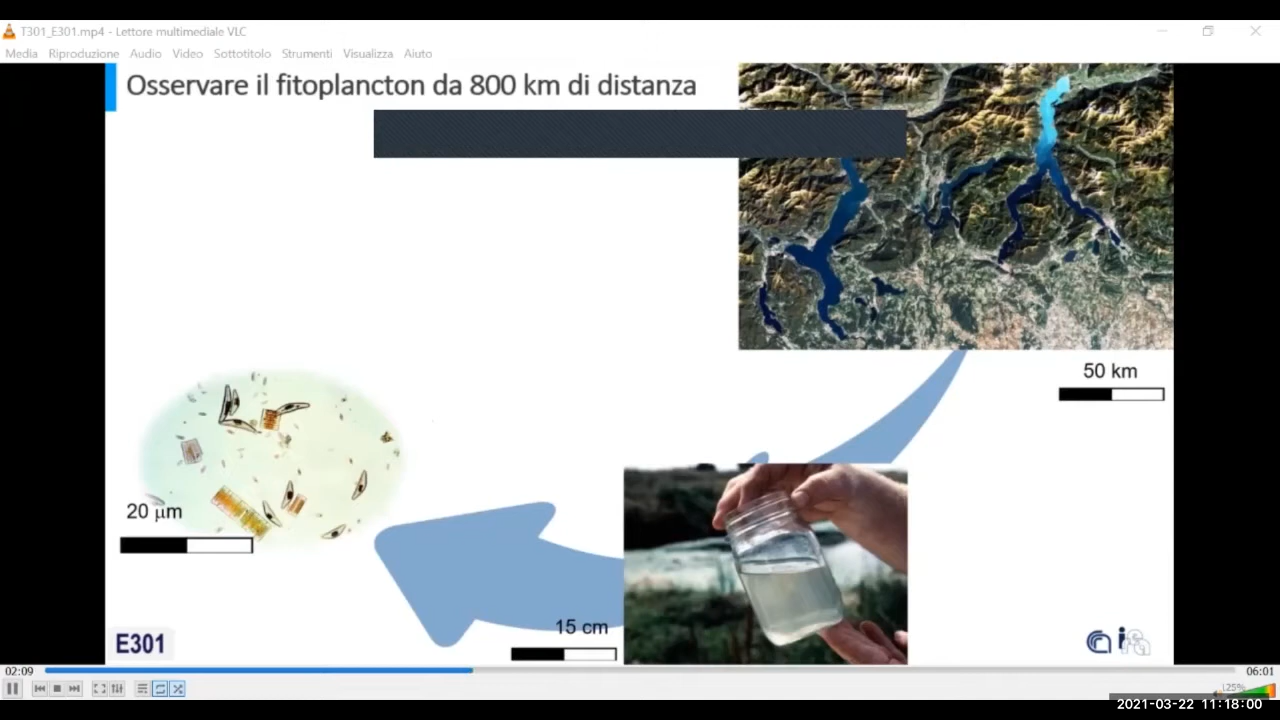 T301_E301.mp4 - Lettore multimediale VLC
Media Riproduzione Audio Video Sottotitolo Strumenti Visualizza Aiuto
Osservare il fitoplancton da 800 km di distanza
50 km
20 μm
15 cm
E301
02:09
06:01
125%
2021-03-22 11:18:00